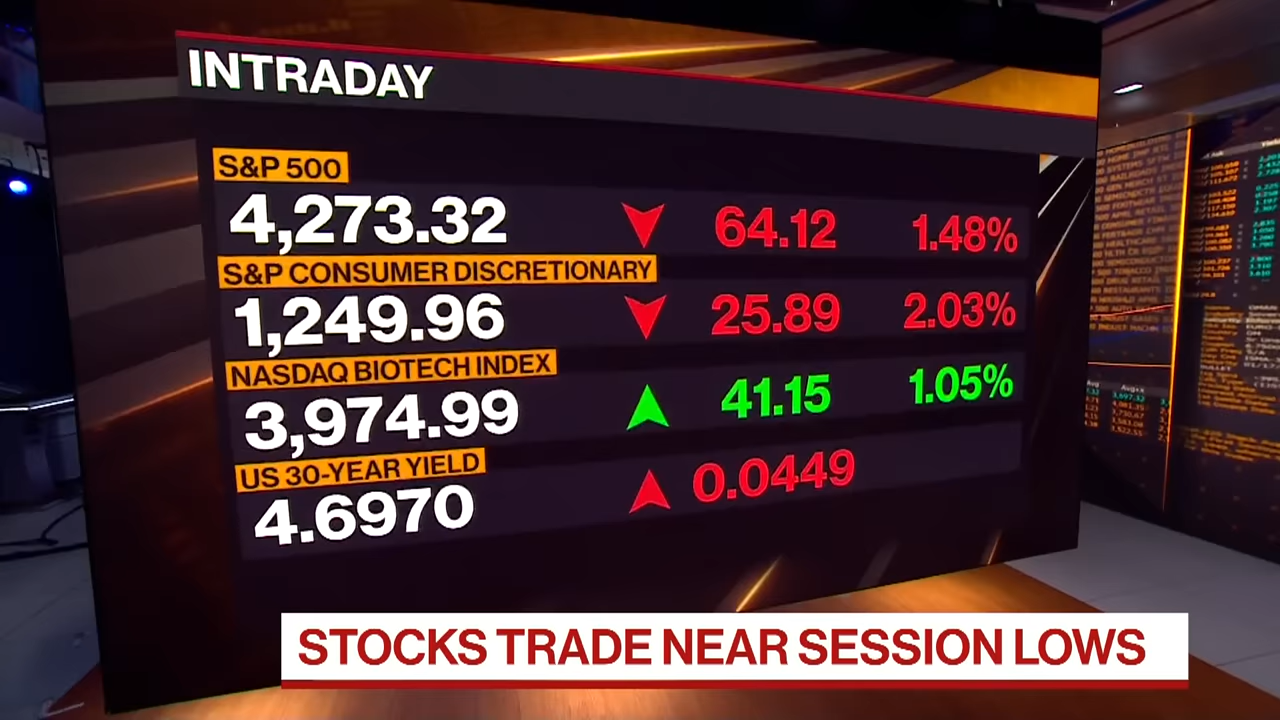 INTRADAY
S&P 500
4,273.32 64.12 1.48%
S&P CONSUMER DISCRETIONARY
1,249.96 25.89 2.03%
NASDAQ BIOTECH INDEX
3,974.99 41.15 1.05%
US 30-YEAR YIELD
4.6970 0.0449
STOCKS TRADE NEAR SESSION LOWS